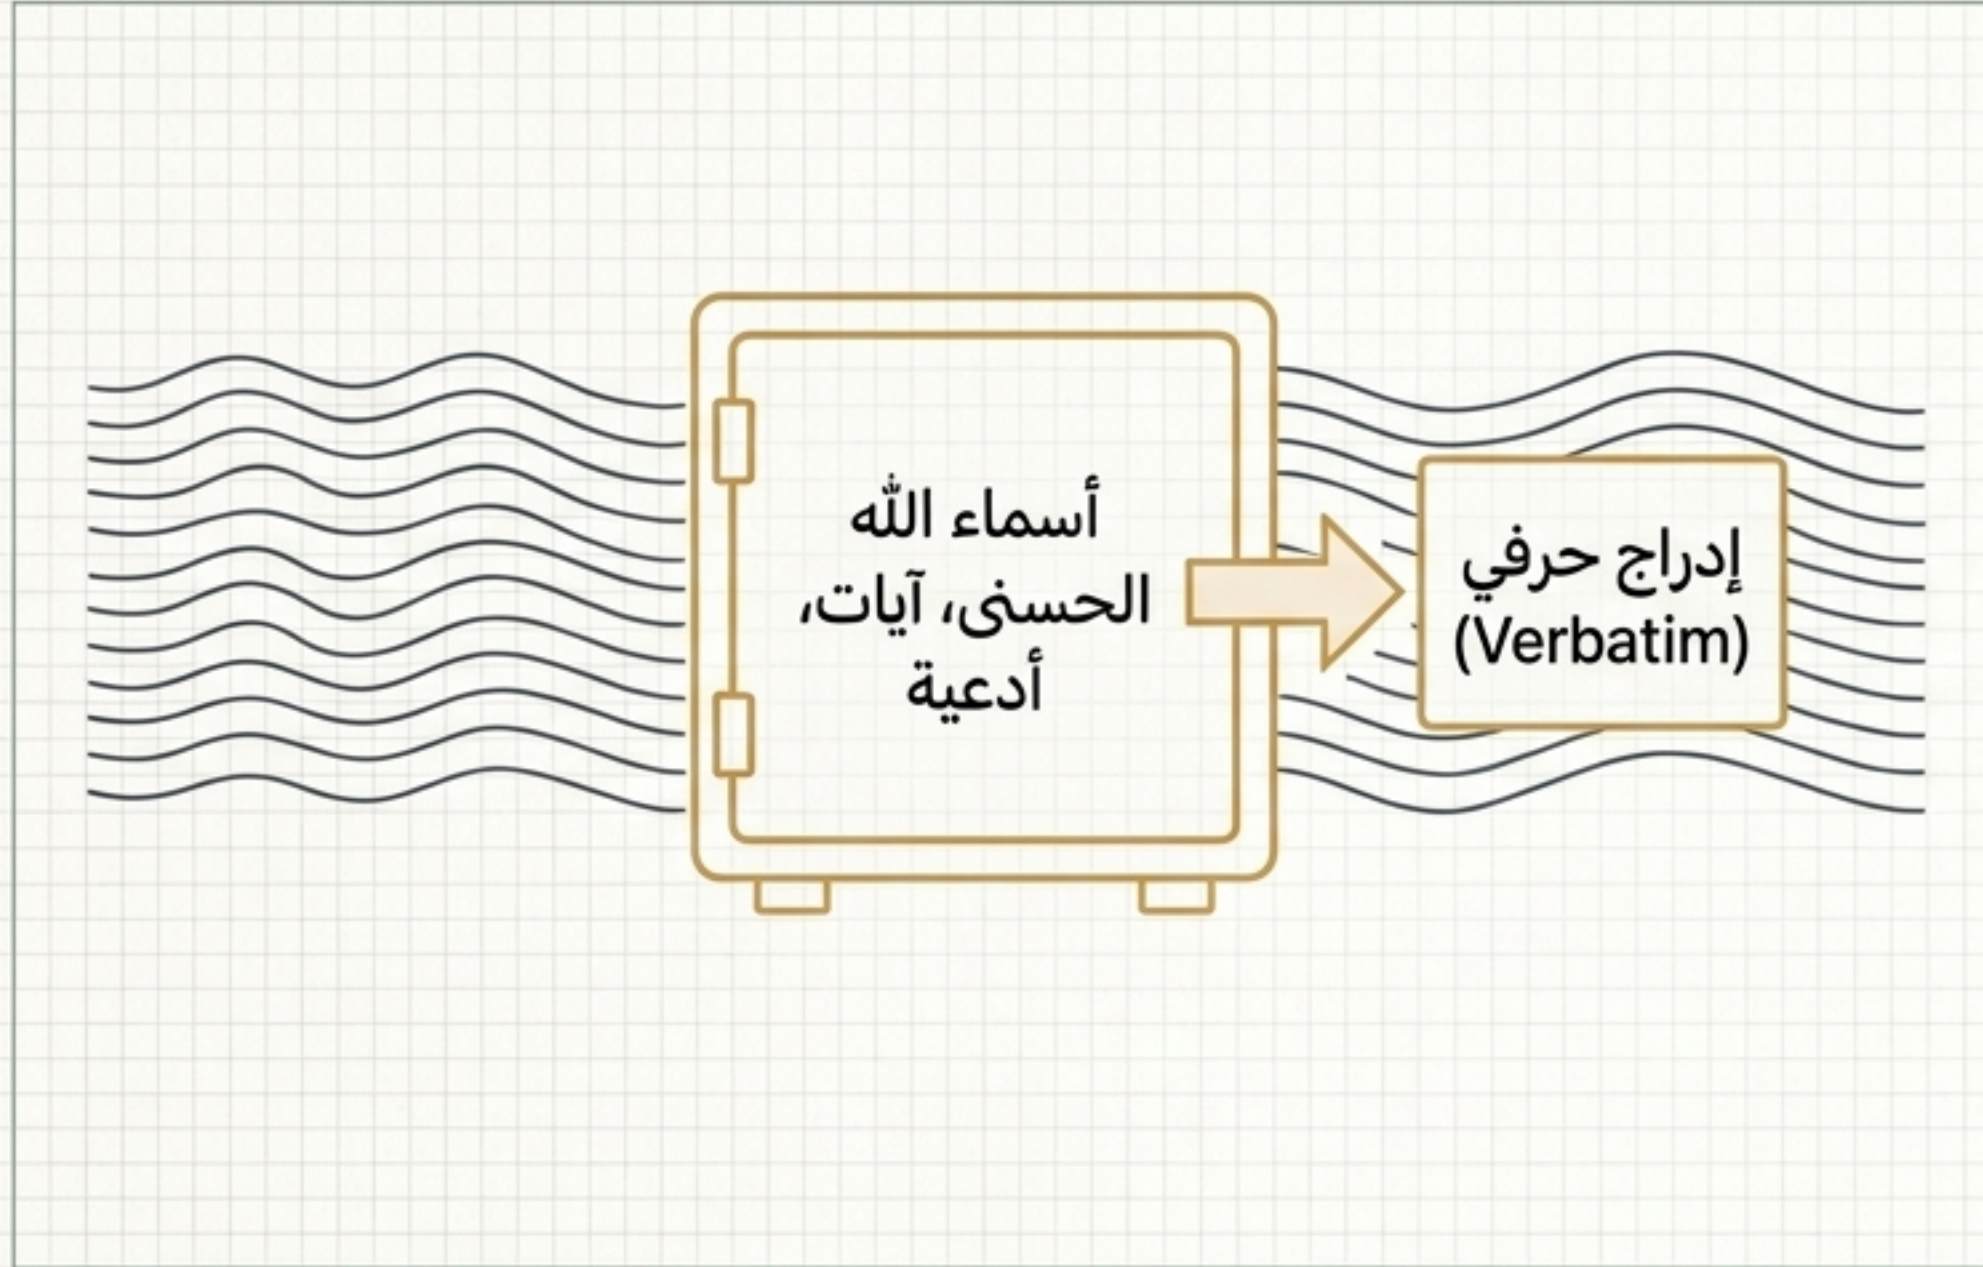 أسماء الله
الحسنى، آيات،
أدعية
إدراج حرفي
(Verbatim)